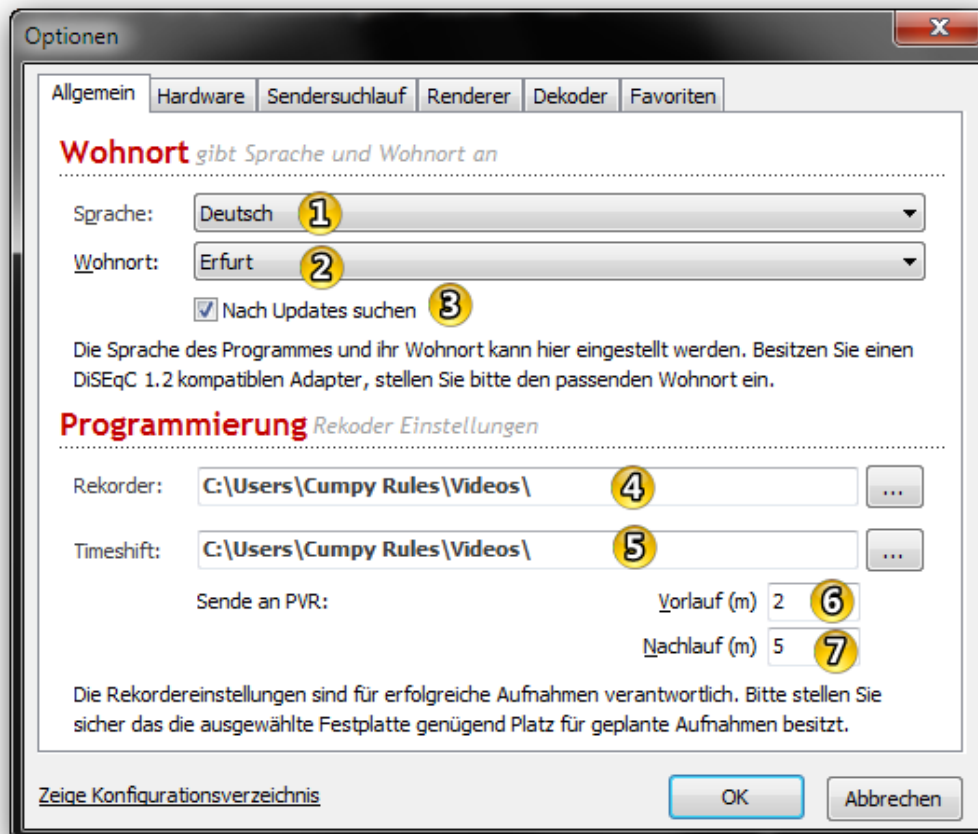 Optionen
x
Allgemein Hardware Sendersuchlauf Renderer Dekoder Favoriten
Wohnort gibt Sprache und Wohnort an
Sprache: Deutsch 1
Wohnort: Erfurt 2
Nach Updates suchen 3
Die Sprache des Programmes und ihr Wohnort kann hier eingestellt werden. Besitzen Sie einen
DiSEqC 1.2 kompatiblen Adapter, stellen Sie bitte den passenden Wohnort ein.
Programmierung Rekoder Einstellungen
Rekorder: C:\Users\Cumpy Rules\Videos\ 4 ...
Timeshift: C:\Users\Cumpy Rules\Videos\ 5 ...
Sende an PVR: Vorlauf (m) 2 6
Nachlauf (m) 5 7
Die Rekordereinstellungen sind für erfolgreiche Aufnahmen verantwortlich. Bitte stellen Sie
sicher das die ausgewählte Festplatte genügend Platz für geplante Aufnahmen besitzt.
Zeige Konfigurationsverzeichnis OK Abbrechen